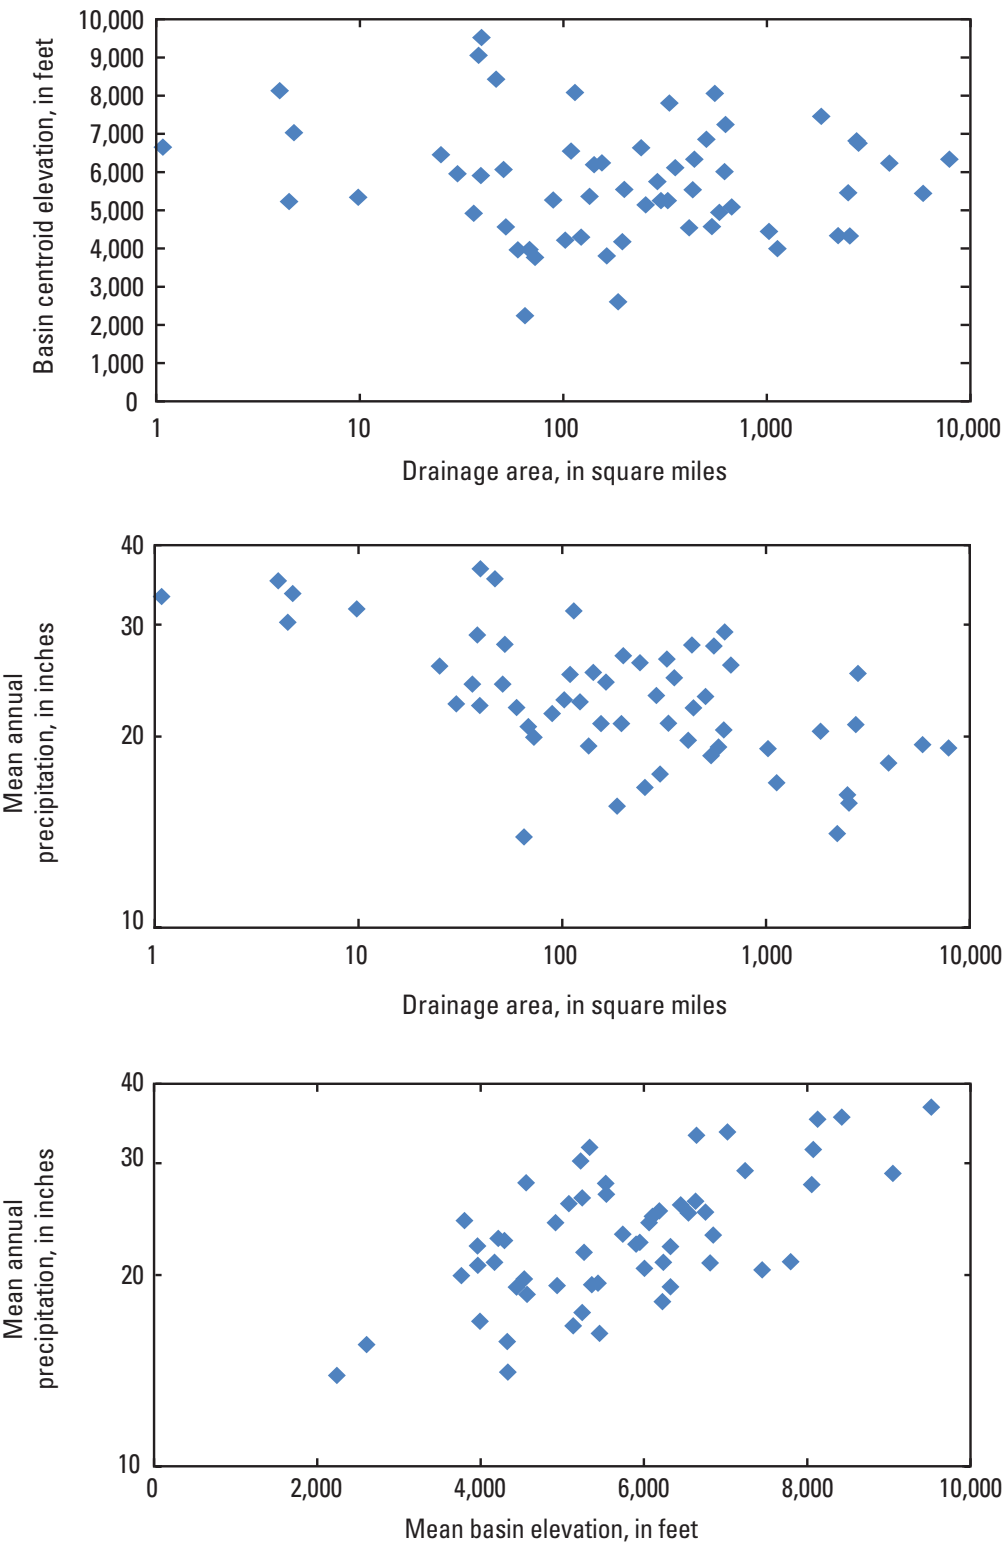 10,000
9,000
8,000
7,000
6,000
5,000
4,000
3,000
2,000
1,000
0
Basin centroid elevation, in feet
1 10 100 1,000 10,000
Drainage area, in square miles
40
30
20
10
Mean annual
precipitation, in inches
1 10 100 1,000 10,000
Drainage area, in square miles
40
30
20
10
Mean annual
precipitation, in inches
0 2,000 4,000 6,000 8,000 10,000
Mean basin elevation, in feet